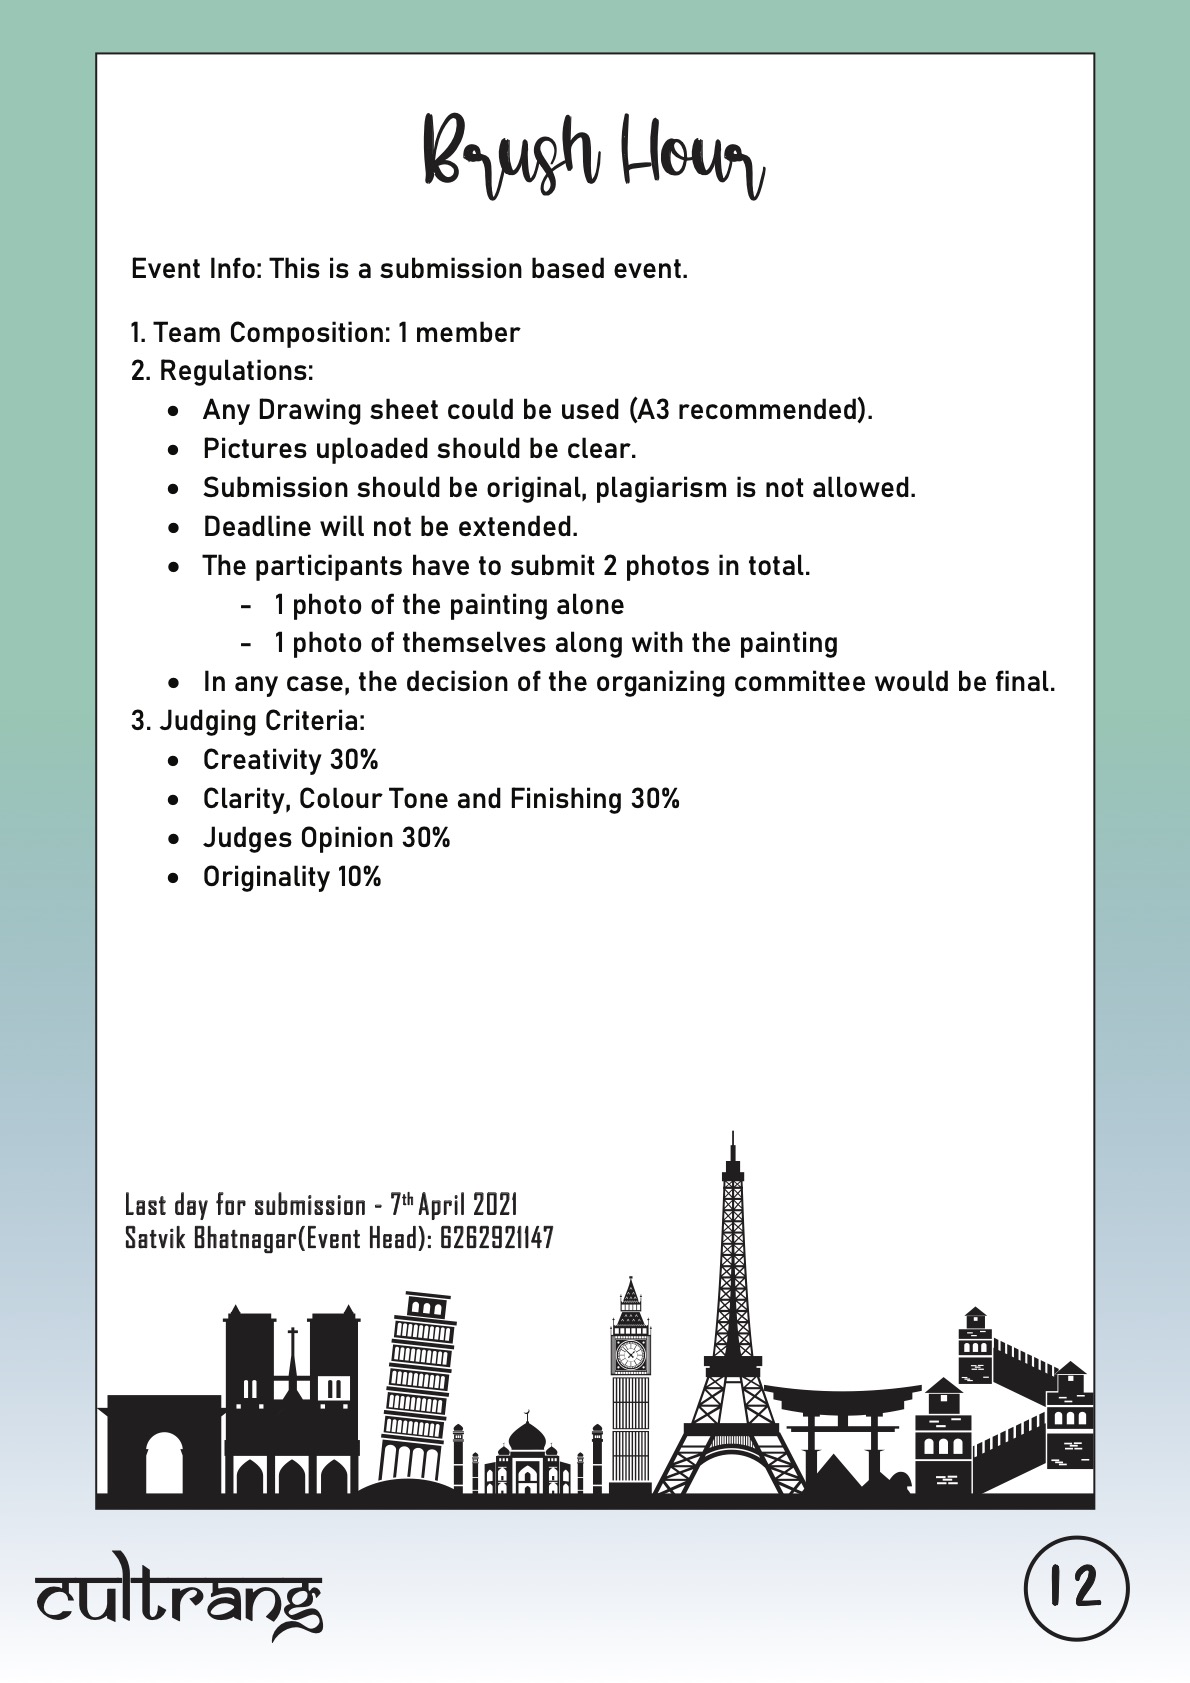 Brush Hour
Event Info: This is a submission based event.
1. Team Composition: 1 member
2. Regulations:
• Any Drawing sheet could be used (A3 recommended).
• Pictures uploaded should be clear.
• Submission should be original, plagiarism is not allowed.
• Deadline will not be extended.
• The participants have to submit 2 photos in total.
- 1 photo of the painting alone
- 1 photo of themselves along with the painting
• In any case, the decision of the organizing committee would be final.
3. Judging Criteria:
• Creativity 30%
• Clarity, Colour Tone and Finishing 30%
• Judges Opinion 30%
• Originality 10%
Last day for submission - 7th April 2021
Satvik Bhatnagar(Event Head): 6262921147
cultrang
12